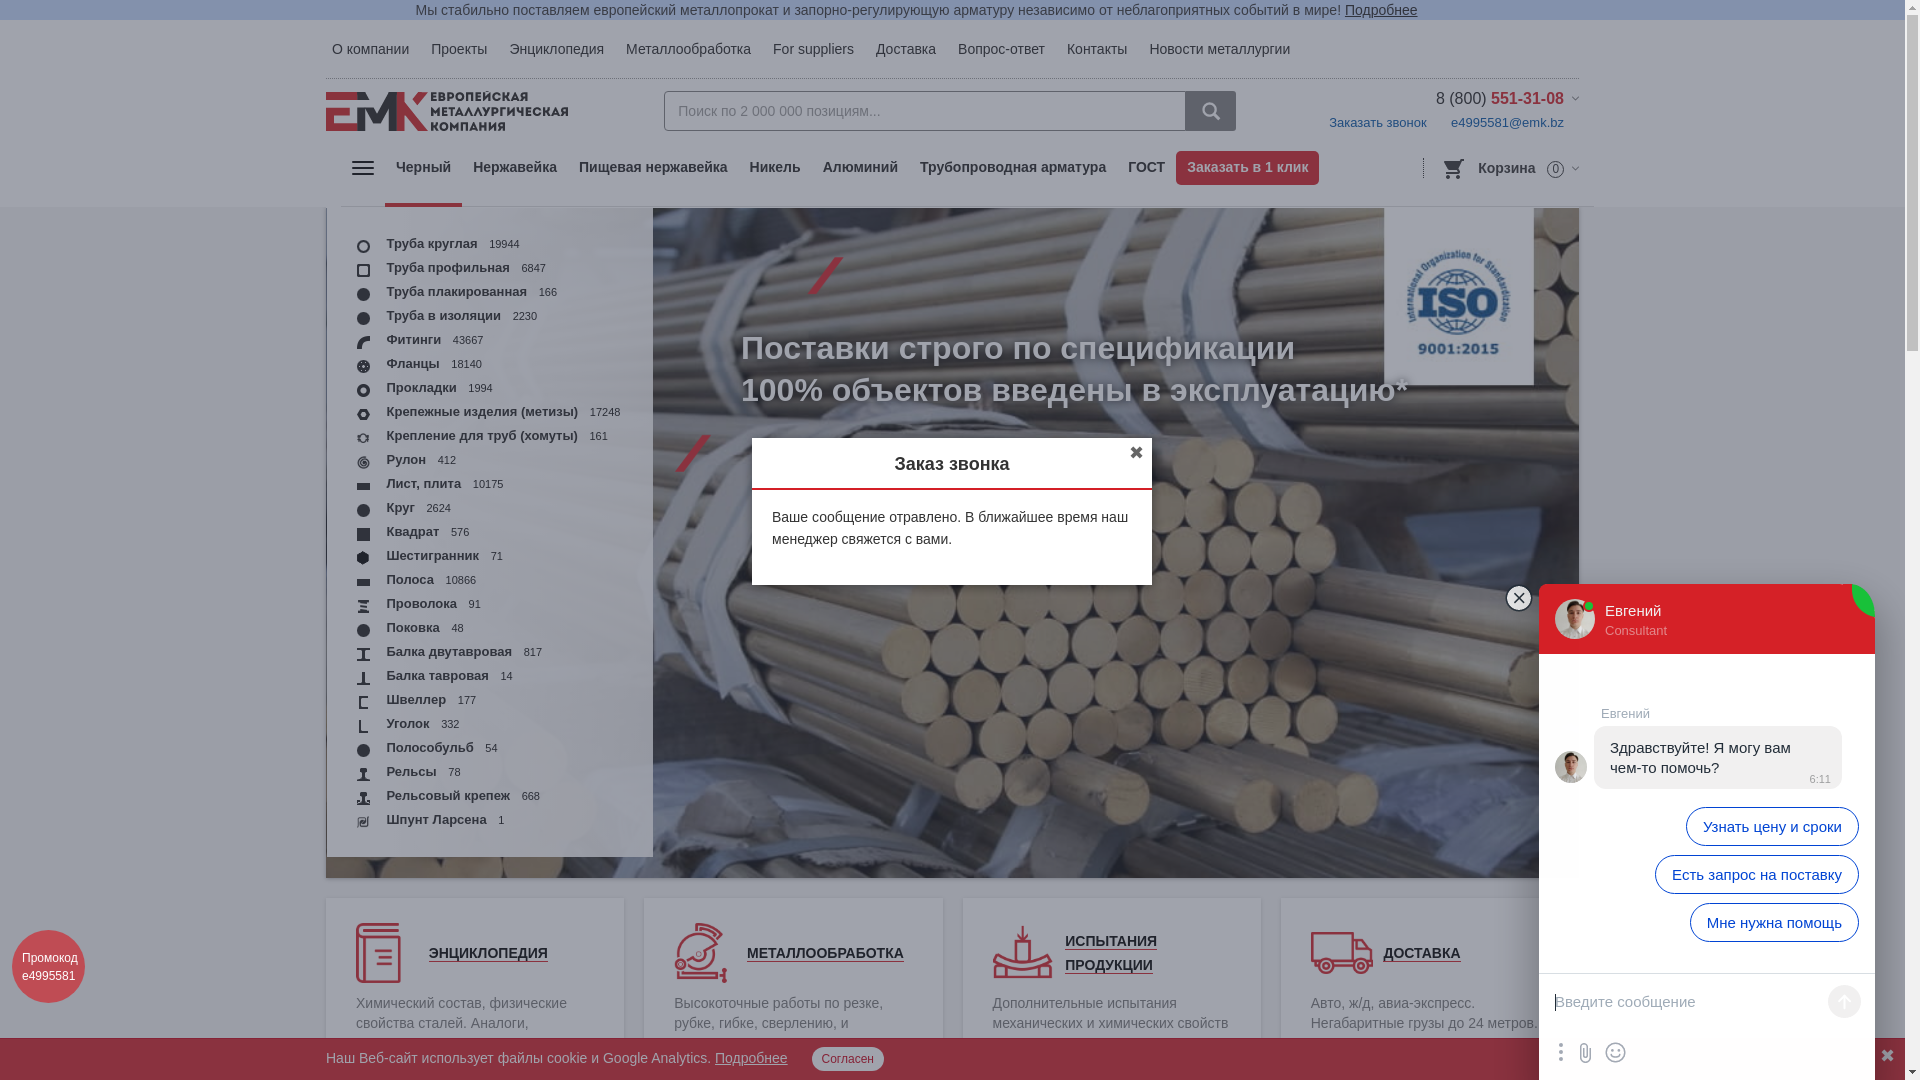 Мы стабильно поставляем европейский металлопрокат и запорно-регулирующую арматуру независимо от неблагоприятных событий в мире! Подробнее
О компании Проекты Энциклопедия Металлообработка For suppliers Доставка Вопрос-ответ Контакты Новости металлургии
ЕМК ЕВРОПЕЙСКАЯ
МЕТАЛЛУРГИЧЕСКАЯ
КОМПАНИЯ
Поиск по 2 000 000 позициям...
8 (800) 551-31-08
Заказать звонок e4995581@emk.bz
Черный Нержавейка Пищевая нержавейка Никель Алюминий Трубопроводная арматура ГОСТ Заказать в 1 клик Корзина 0
Труба круглая 19944
Труба профильная 6847
Труба плакированная 166
Труба в изоляции 2230
Фитинги 43667
Фланцы 18140
Прокладки 1994
Крепежные изделия (метизы) 17248
Крепление для труб (хомуты) 161
Рулон 412
Лист, плита 10175
Круг 2624
Квадрат 576
Шестигранник 71
Полоса 10866
Проволока 91
Поковка 48
Балка двутавровая 817
Балка тавровая 14
Швеллер 177
Уголок 332
Полособульб 54
Рельсы 78
Рельсовый крепеж 668
Шпунт Ларсена 1
International Organization for Standardization
ISO
9001:2015
Поставки строго по спецификации
100% объектов введены в эксплуатацию*
Заказ звонка
Ваше сообщение отравлено. В ближайшее время наш
менеджер свяжется с вами.
Евгений
Consultant
Евгений
Здравствуйте! Я могу вам
чем-то помочь?
6:11
Узнать цену и сроки
Есть запрос на поставку
Мне нужна помощь
Введите сообщение
ЭНЦИКЛОПЕДИЯ
Химический состав, физические
свойства сталей. Аналоги,
МЕТАЛЛООБРАБОТКА
Высокоточные работы по резке,
рубке, гибке, сверлению, и
ИСПЫТАНИЯ
ПРОДУКЦИИ
Дополнительные испытания
механических и химических свойств
ДОСТАВКА
Авто, ж/д, авиа-экспресс.
Негабаритные грузы до 24 метров.
Промокод
e4995581
Наш Веб-сайт использует файлы cookie и Google Analytics. Подробнее Согласен